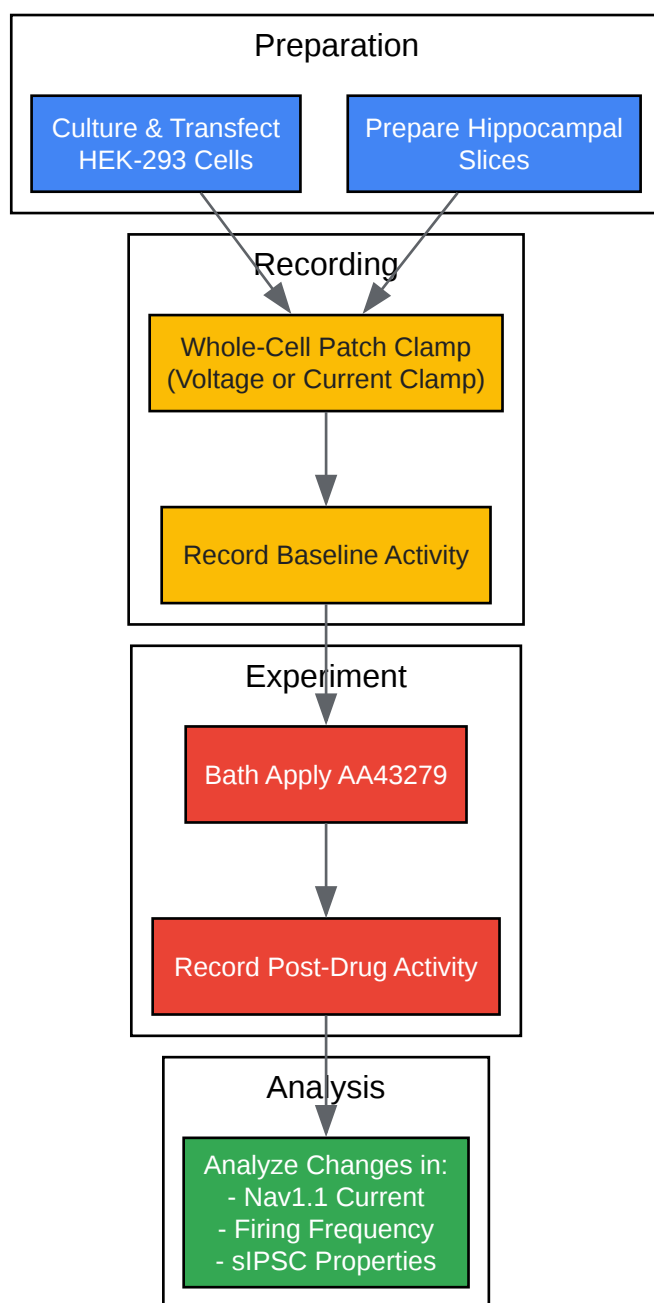 Preparation
Culture & Transfect
HEK-293 Cells
Prepare Hippocampal
Slices
Recording
Whole-Cell Patch Clamp
(Voltage or Current Clamp)
Record Baseline Activity
Experiment
Bath Apply AA43279
Record Post-Drug Activity
Analysis
Analyze Changes in:
- Nav1.1 Current
- Firing Frequency
- sIPSC Properties